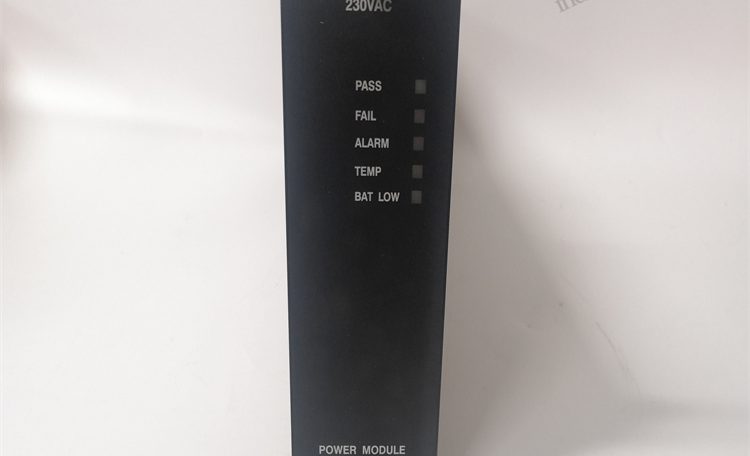 230VAC
PASS
FAIL
ALARM
TEMP
BAT LOW
POWER MODULE